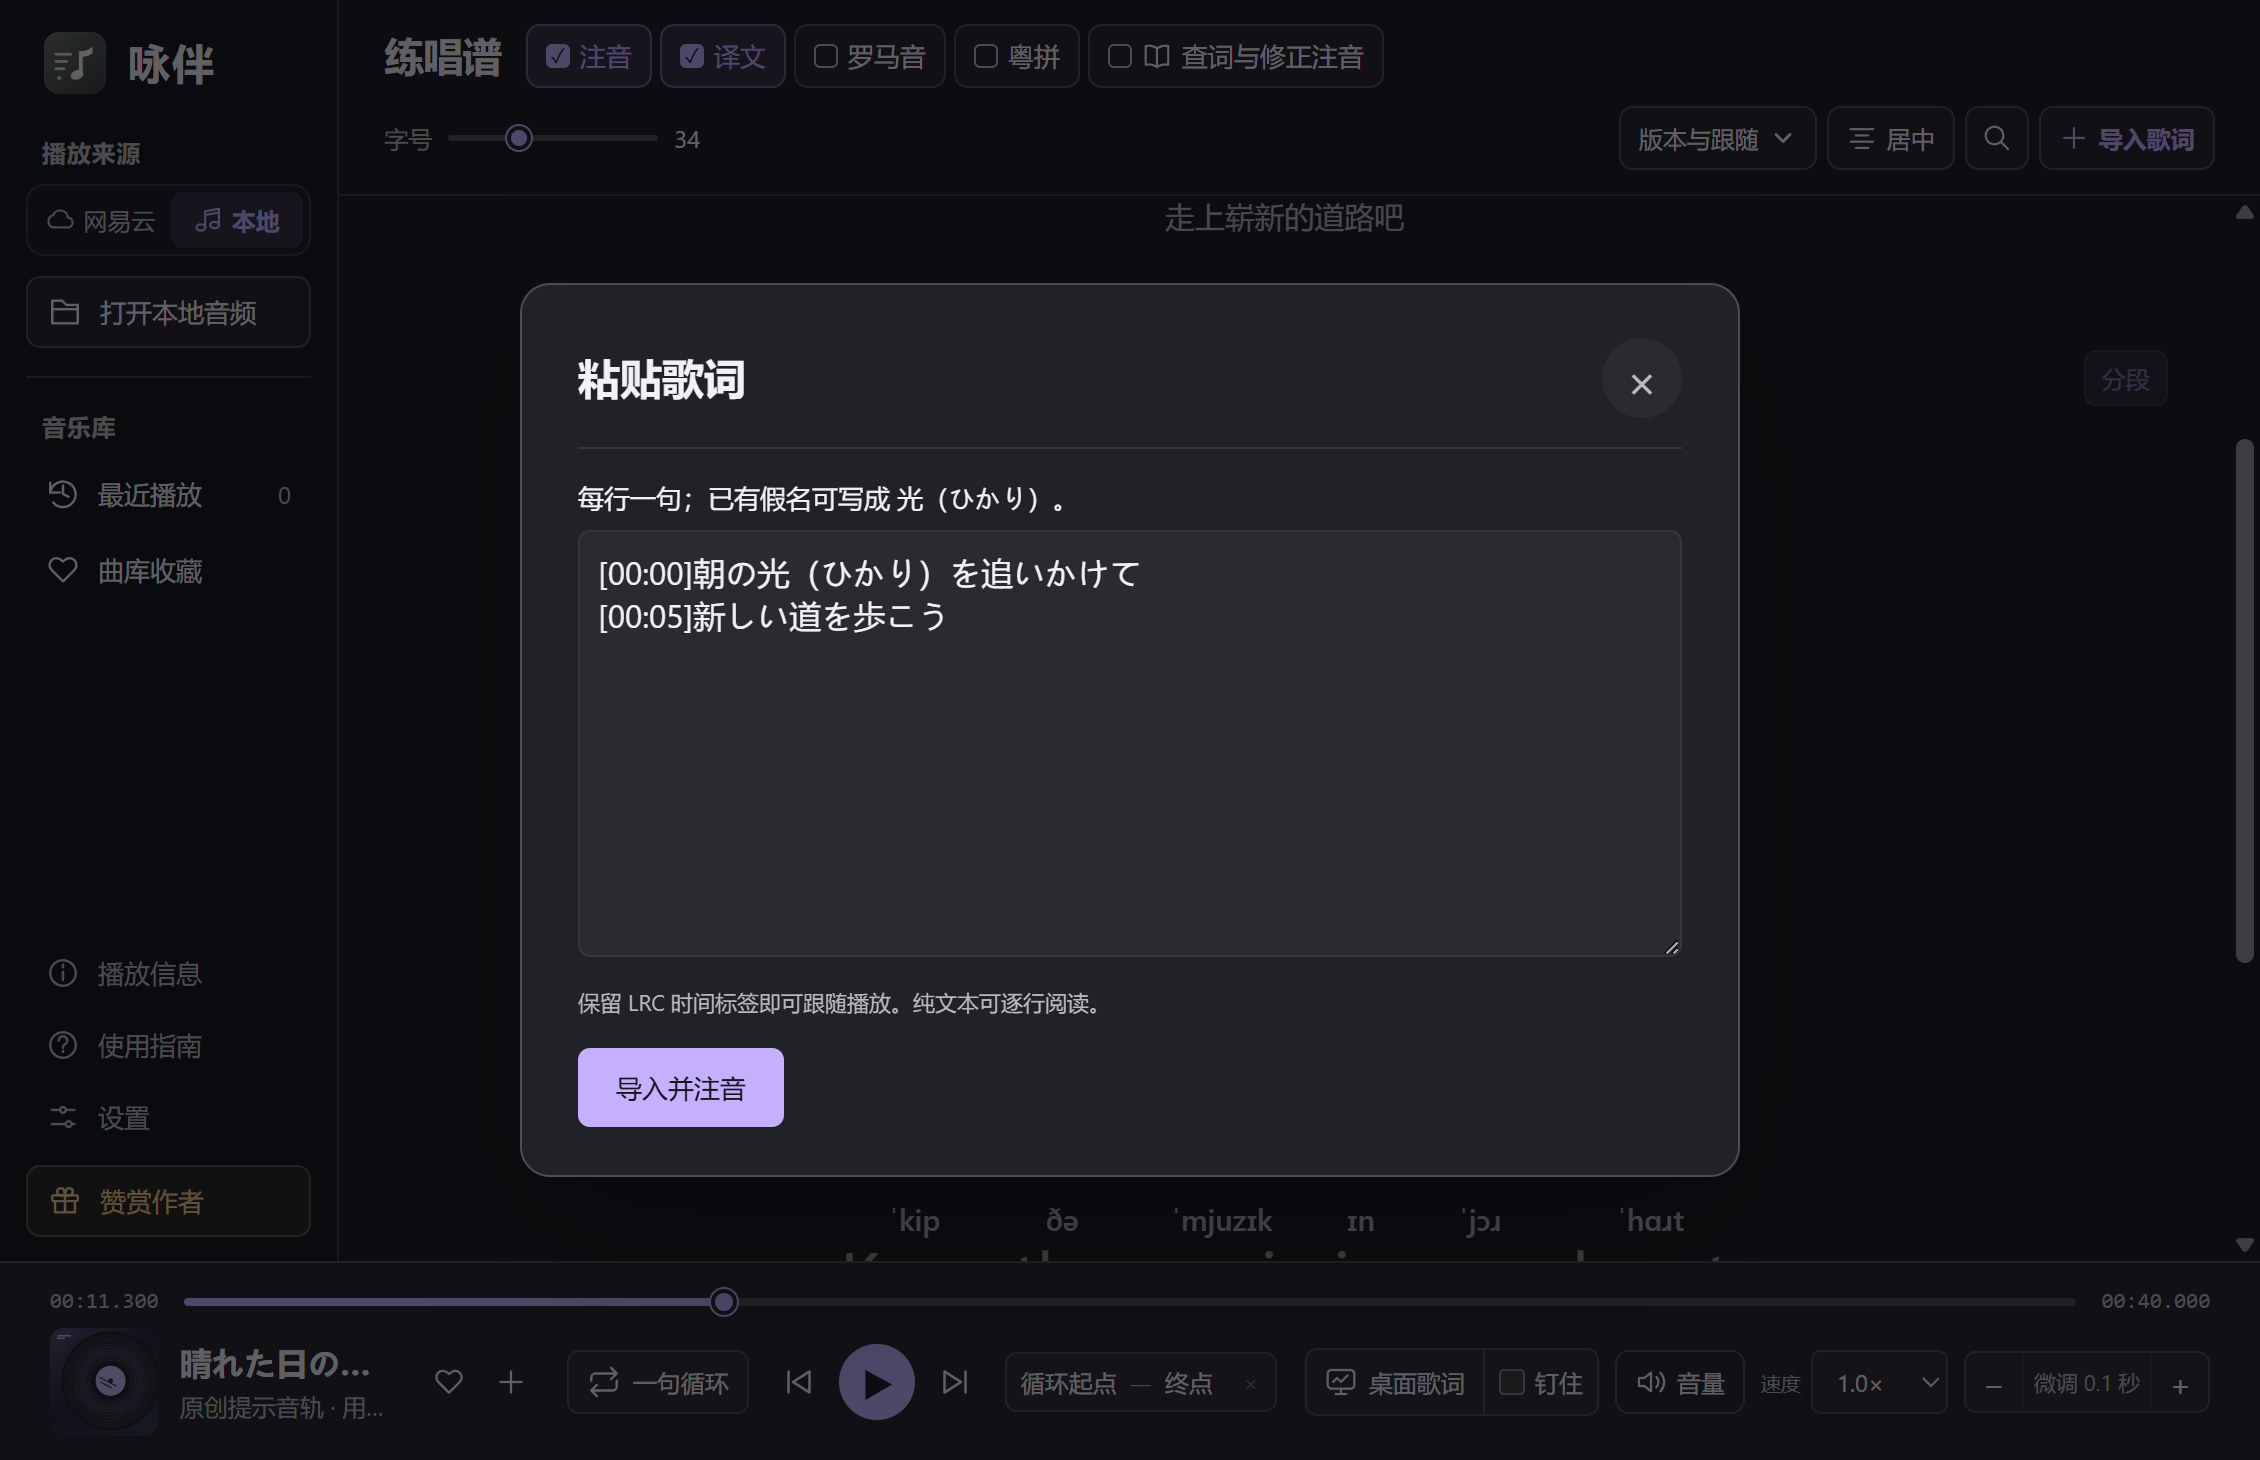 咏伴
播放来源
网易云
本地
打开本地音频
音乐库
最近播放 0
曲库收藏
播放信息
使用指南
设置
赞赏作者
练唱谱
注音
译文
罗马音
粤拼
查词与修正注音
字号 34
版本与跟随
居中
导入歌词
走上崭新的道路吧
分段
粘贴歌词
每行一句；已有假名可写成 光（ひかり）。
[00:00]朝の光（ひかり）を追いかけて
[00:05]新しい道を歩こう
保留 LRC 时间标签即可跟随播放。纯文本可逐行阅读。
导入并注音
ˈkip ðə ˈmjuzɪk ɪn ˈjɔɹ ˈhɑɹt
00:11.300
00:40.000
晴れた日の...
原创提示音轨 · 用...
一句循环
循环起点 — 终点 ×
桌面歌词
钉住
音量
速度
1.0×
− 微调 0.1 秒 +